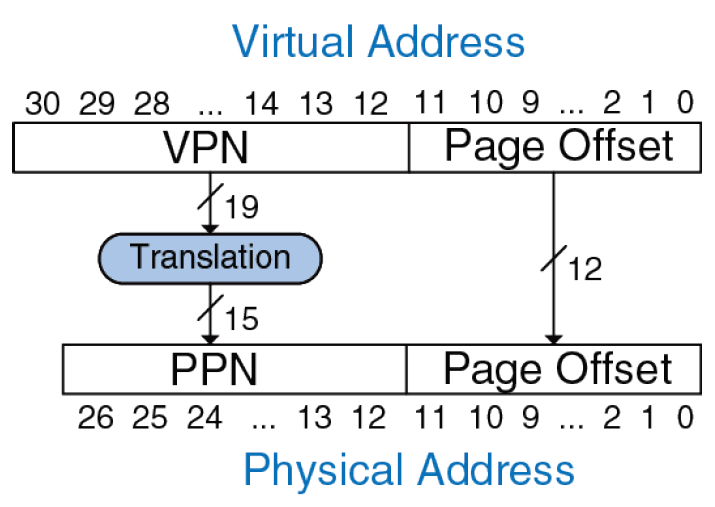 Virtual Address
30 29 28 ... 14 13 12 11 10 9 ... 2 1 0
VPN Page Offset
19
Translation
12
15
PPN Page Offset
26 25 24 ... 13 12 11 10 9 ... 2 1 0
Physical Address